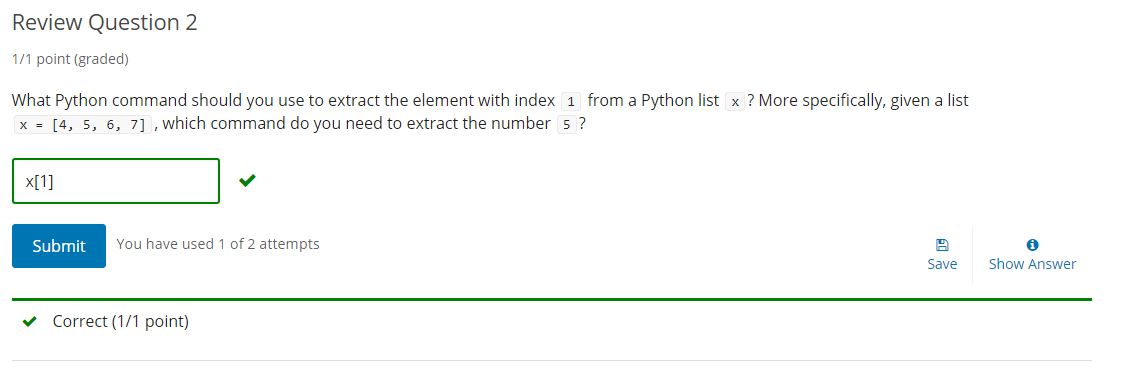 Review Question 2
1/1 point (graded)
What Python command should you use to extract the element with index 1 from a Python list x ? More specifically, given a list
x = [4, 5, 6, 7] , which command do you need to extract the number 5 ?
x[1]
Submit
You have used 1 of 2 attempts
Save
Show Answer
Correct (1/1 point)